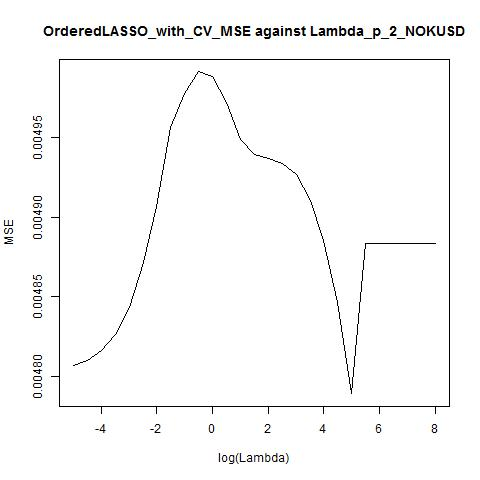 OrderedLASSO_with_CV_MSE against Lambda_p_2_NOKUSD
MSE
0.00495
0.00490
0.00485
0.00480
-4 -2 0 2 4 6 8
log(Lambda)